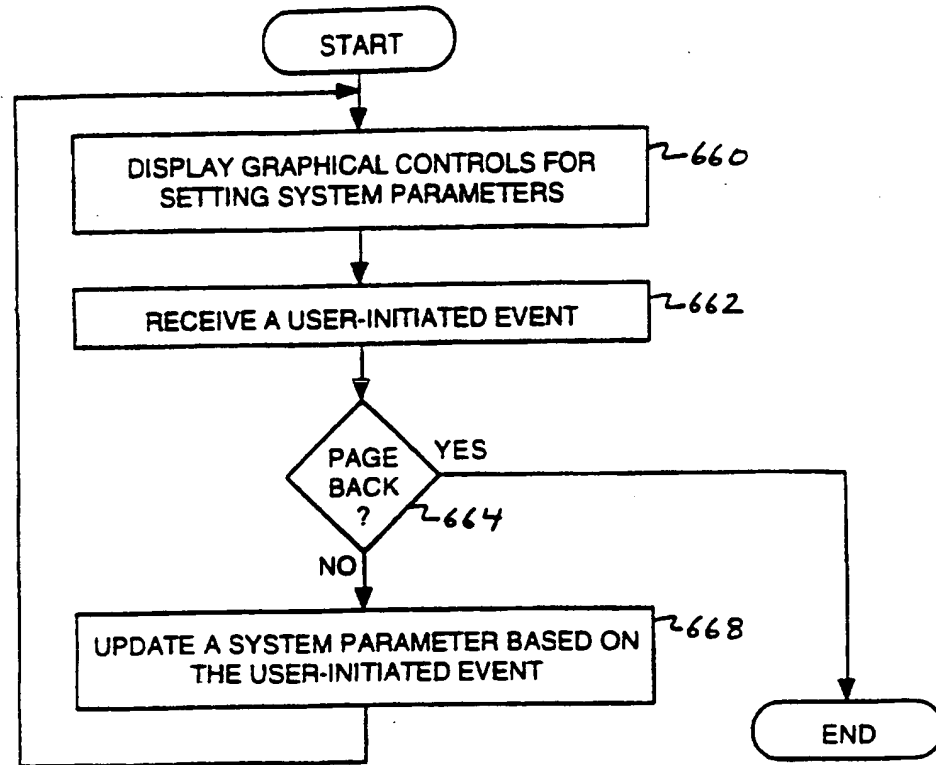 START
DISPLAY GRAPHICAL CONTROLS FOR
SETTING SYSTEM PARAMETERS
660
RECEIVE A USER-INITIATED EVENT
662
PAGE
BACK
?
YES
664
NO
UPDATE A SYSTEM PARAMETER BASED ON
THE USER-INITIATED EVENT
668
END